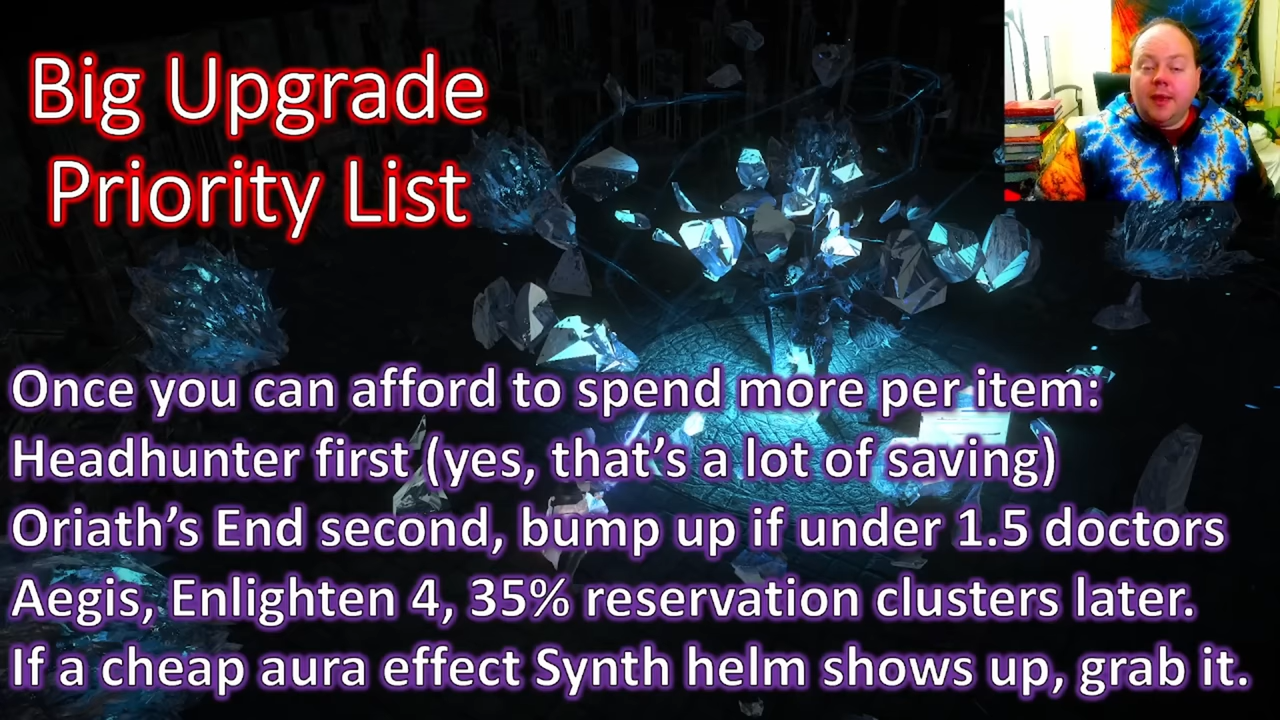 Big Upgrade
Priority List
Once you can afford to spend more per item:
Headhunter first (yes, that's a lot of saving)
Oriath's End second, bump up if under 1.5 doctors
Aegis, Enlighten 4, 35% reservation clusters later.
If a cheap aura effect Synth helm shows up, grab it.